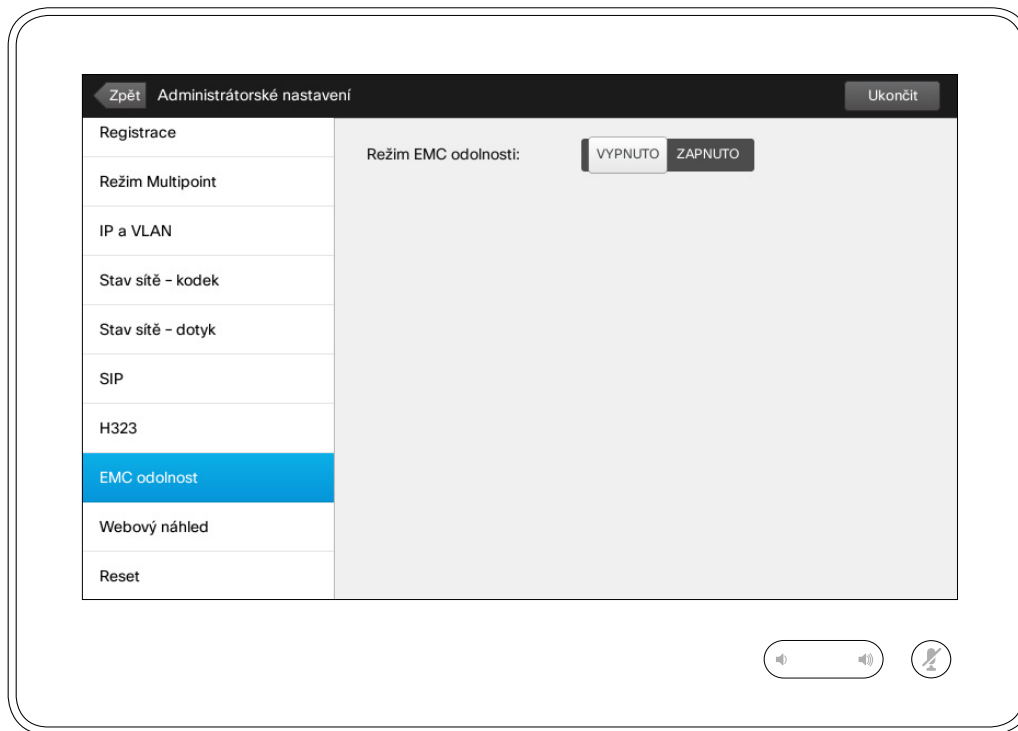 Zpět Administrátorské nastavení Ukončit
Registrace
Režim EMC odolnosti: VYPNUTO ZAPNUTO
Režim Multipoint
IP a VLAN
Stav sítě – kodek
Stav sítě – dotyk
SIP
H323
EMC odolnost
Webový náhled
Reset